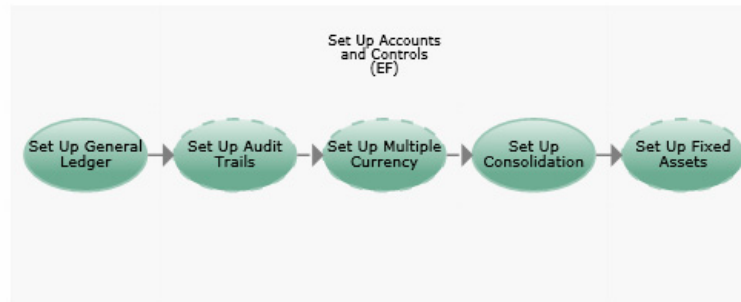 Set Up Accounts
and Controls
(EF)
Set Up General
Ledger
Set Up Audit
Trails
Set Up Multiple
Currency
Set Up
Consolidation
Set Up Fixed
Assets